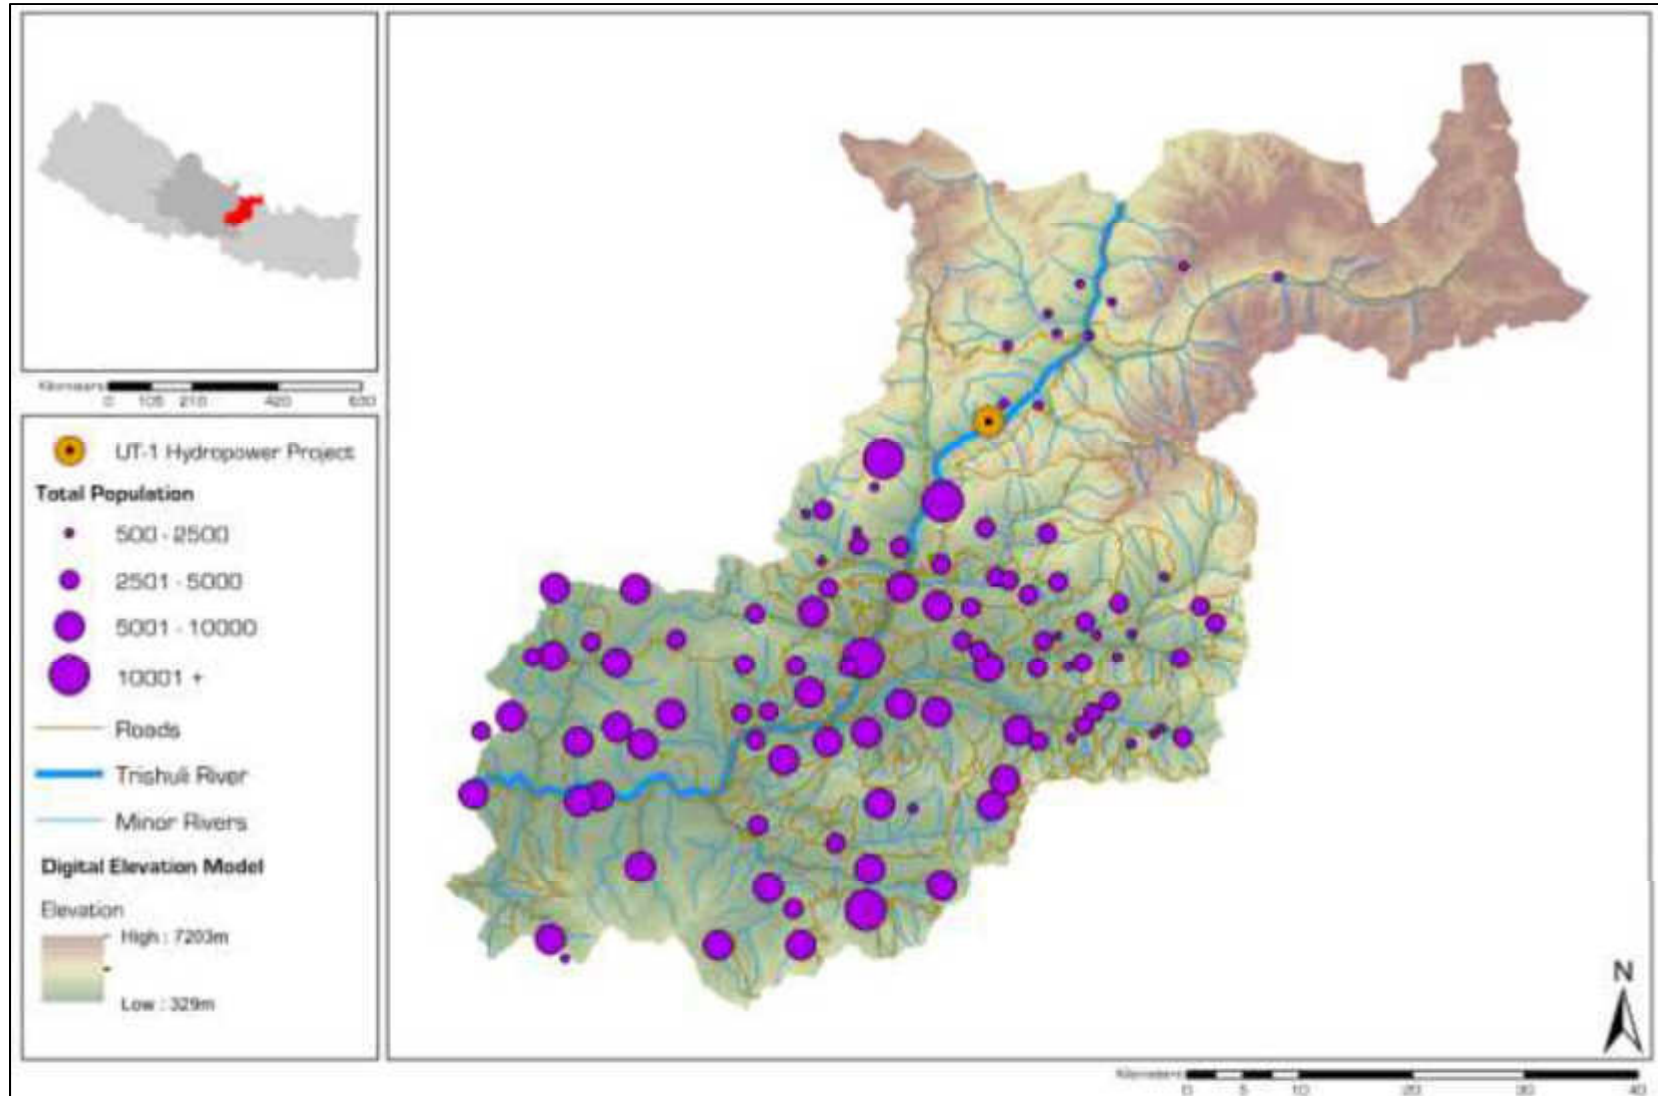 Kilometers
0 105 210 420 630
UT-1 Hydropower Project
Total Population
500 - 2500
2501 - 5000
5001 - 10000
10001 +
Roads
Trishuli River
Minor Rivers
Digital Elevation Model
Elevation
High : 7203m
Low : 329m
N
Kilometers
0 5 10 20 30 40